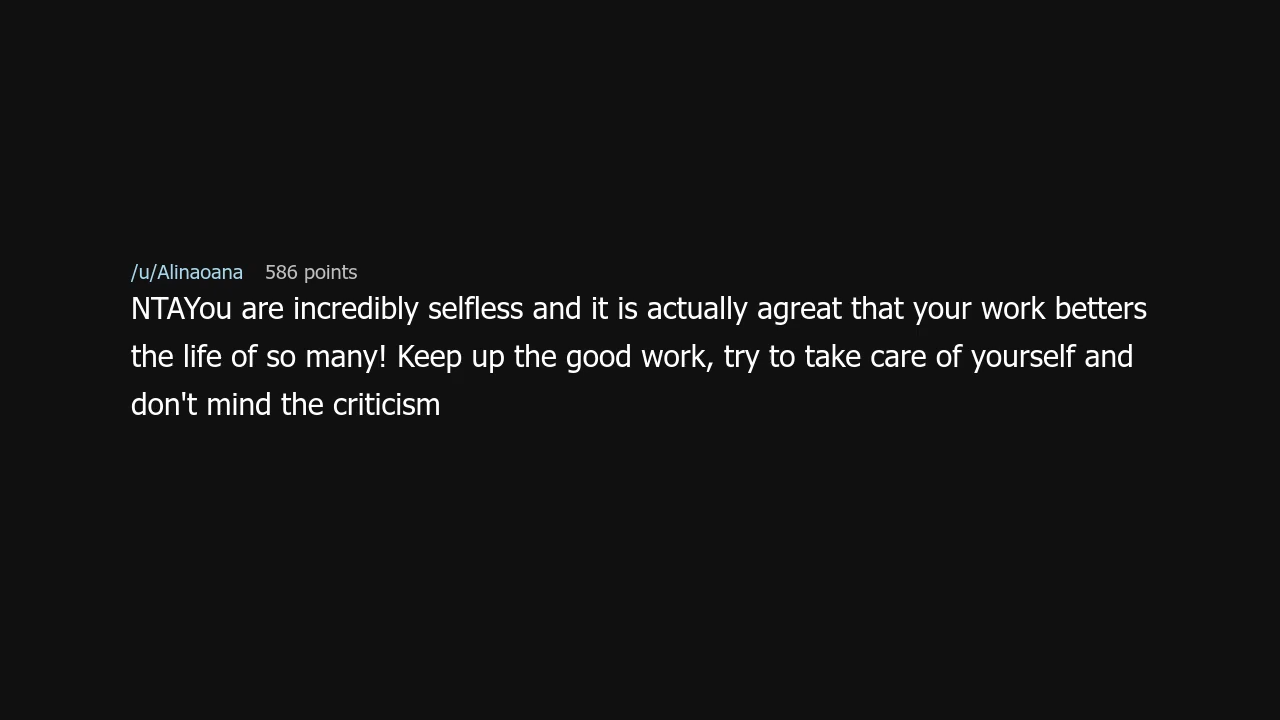 /u/Alinaoana 586 points
NTAYou are incredibly selfless and it is actually agreat that your work betters
the life of so many! Keep up the good work, try to take care of yourself and
don't mind the criticism